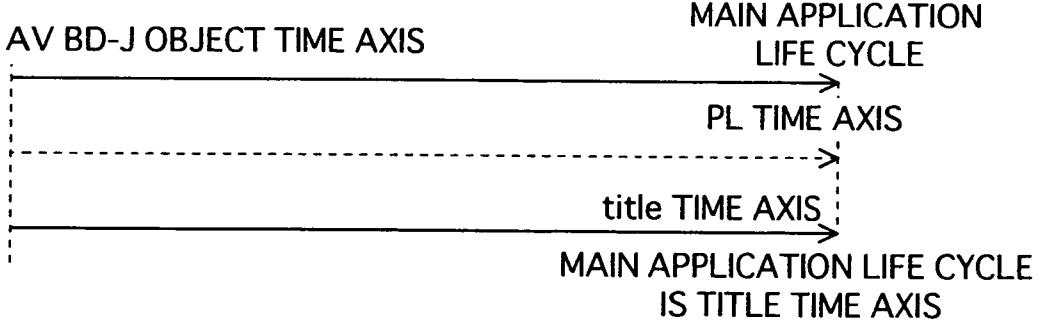 MAIN APPLICATION
LIFE CYCLE
AV BD-J OBJECT TIME AXIS
PL TIME AXIS
title TIME AXIS
MAIN APPLICATION LIFE CYCLE
IS TITLE TIME AXIS